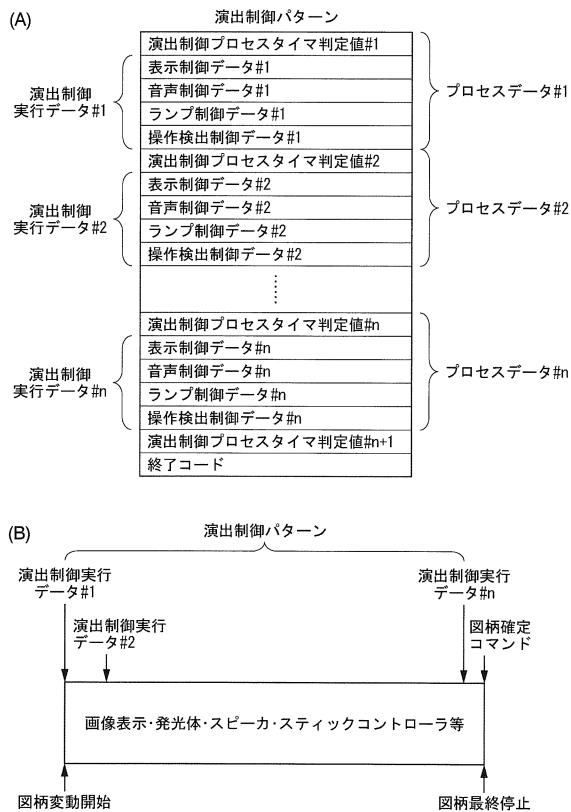 (A)
演出制御パターン
演出制御プロセスタイマ判定値#1
表示制御データ#1
音声制御データ#1
ランプ制御データ#1
操作検出制御データ#1
演出制御
実行データ#1
プロセスデータ#1
演出制御プロセスタイマ判定値#2
表示制御データ#2
音声制御データ#2
ランプ制御データ#2
操作検出制御データ#2
演出制御
実行データ#2
プロセスデータ#2
演出制御プロセスタイマ判定値#n
表示制御データ#n
音声制御データ#n
ランプ制御データ#n
操作検出制御データ#n
演出制御
実行データ#n
プロセスデータ#n
演出制御プロセスタイマ判定値#n+1
終了コード
(B)
演出制御パターン
演出制御実行
データ#1
演出制御実行
データ#2
演出制御実行
データ#n
図柄確定
コマンド
画像表示・発光体・スピーカ・スティックコントローラ等
図柄変動開始
図柄最終停止